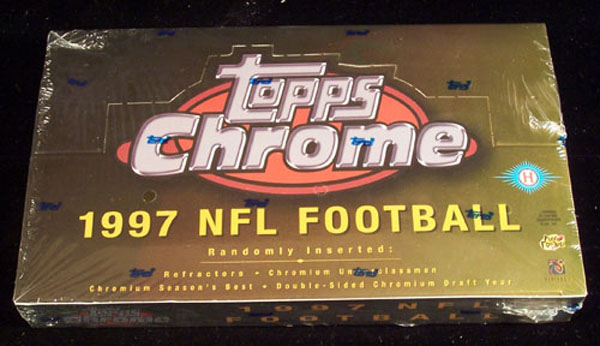 Topps
Chrome
1997 NFL FOOTBALL
Randomly Inserted:
Refractors • Chromium Underclassmen
Chromium Season's Best • Double-Sided Chromium Draft Year
H
1997 NFL
FOOTBALL